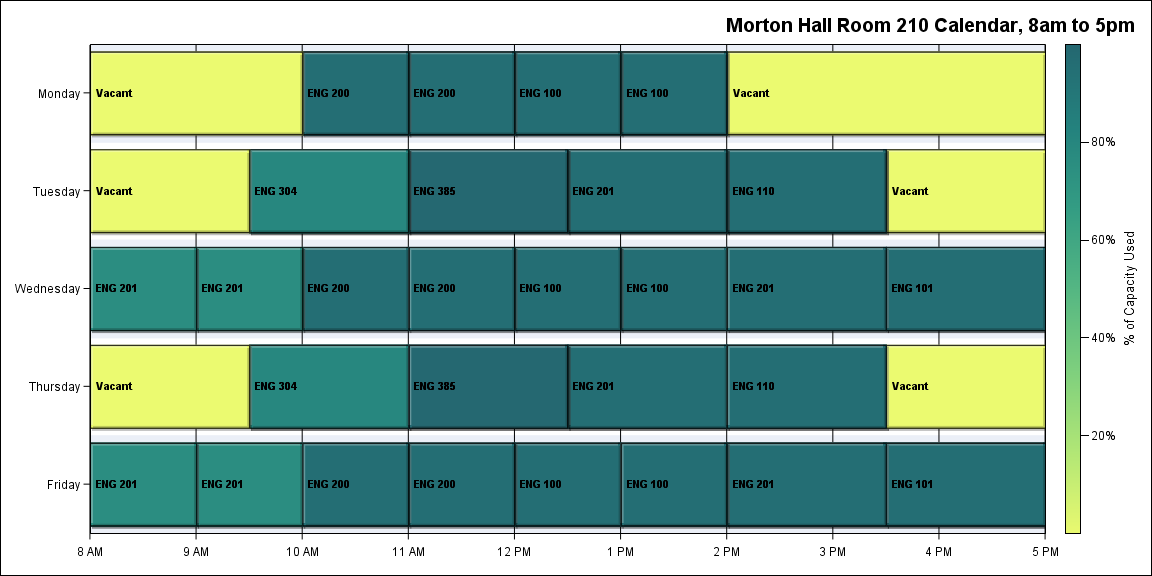 Morton Hall Room 210 Calendar, 8am to 5pm
Monday
Vacant
ENG 200
ENG 200
ENG 100
ENG 100
Vacant
Tuesday
Vacant
ENG 304
ENG 385
ENG 201
ENG 110
Vacant
Wednesday
ENG 201
ENG 201
ENG 200
ENG 200
ENG 100
ENG 100
ENG 201
ENG 101
Thursday
Vacant
ENG 304
ENG 385
ENG 201
ENG 110
Vacant
Friday
ENG 201
ENG 201
ENG 200
ENG 200
ENG 100
ENG 100
ENG 201
ENG 101
8 AM
9 AM
10 AM
11 AM
12 PM
1 PM
2 PM
3 PM
4 PM
5 PM
80%
60%
40%
20%
% of Capacity Used